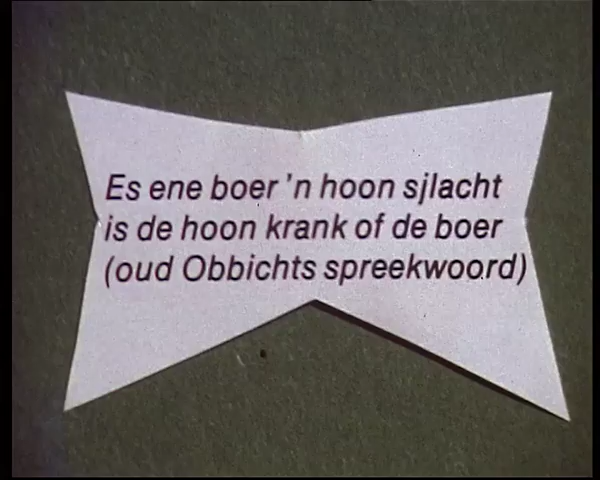 Es ene boer 'n hoon sjlacht
is de hoon krank of de boer
(oud Obbichts spreekwoord)